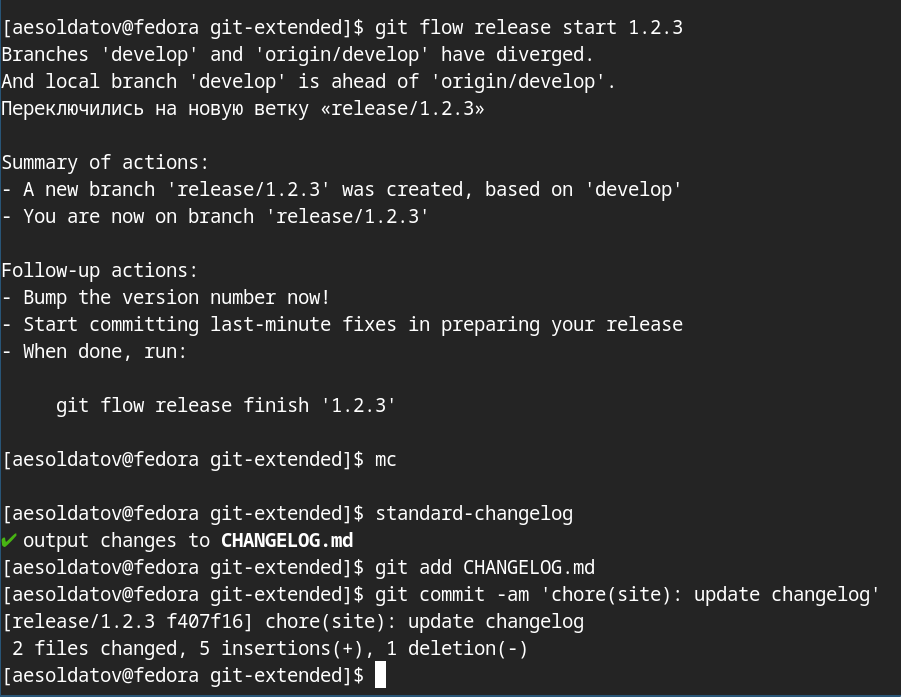 [aesoldatov@fedora git-extended]$ git flow release start 1.2.3
Branches 'develop' and 'origin/develop' have diverged.
And local branch 'develop' is ahead of 'origin/develop'.
Переключились на новую ветку «release/1.2.3»
Summary of actions:
- A new branch 'release/1.2.3' was created, based on 'develop'
- You are now on branch 'release/1.2.3'
Follow-up actions:
- Bump the version number now!
- Start committing last-minute fixes in preparing your release
- When done, run:
git flow release finish '1.2.3'
[aesoldatov@fedora git-extended]$ mc
[aesoldatov@fedora git-extended]$ standard-changelog
✔ output changes to CHANGELOG.md
[aesoldatov@fedora git-extended]$ git add CHANGELOG.md
[aesoldatov@fedora git-extended]$ git commit -am 'chore(site): update changelog'
[release/1.2.3 f407f16] chore(site): update changelog
2 files changed, 5 insertions(+), 1 deletion(-)
[aesoldatov@fedora git-extended]$